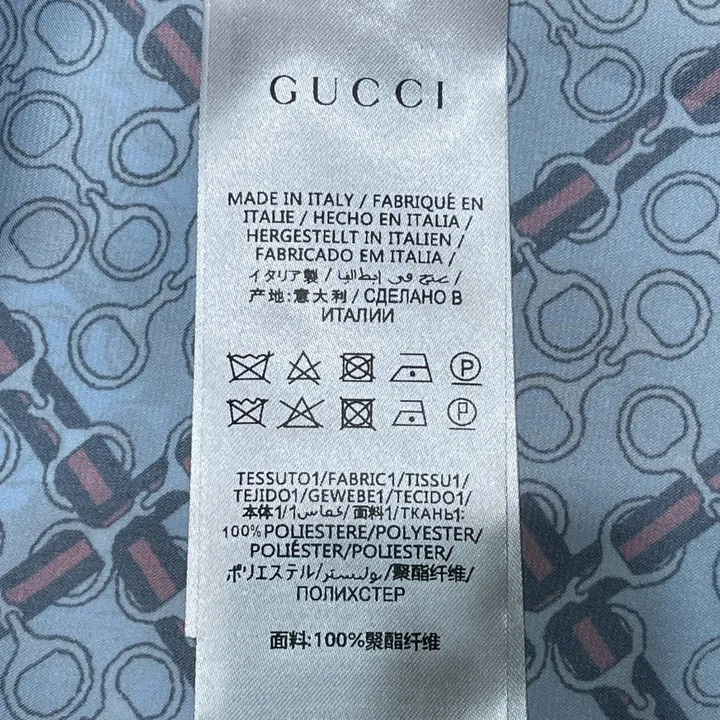 GUCCI
MADE IN ITALY / FABRIQUÉ EN
ITALIE / HECHO EN ITALIA /
HERGESTELLT IN ITALIEN /
FABRICADO EM ITALIA /
イタリア製 / في إيطاليا /
产地:意大利 / СДЕЛАНО В
ИТАЛИИ
P
P
TESSUTO1/FABRIC1/TISSU1/
TEJIDO1/GEWEBE1/TECIDO1/
本体1/قماس1/面料1/ТКАНЬ1:
100%POLIESTERE/POLYESTER/
POLIÉSTER/POLIESTER/
ポリエステル/بوليستر/聚酯纤维/
ПОЛИХСТЕР
面料:100%聚酯纤维